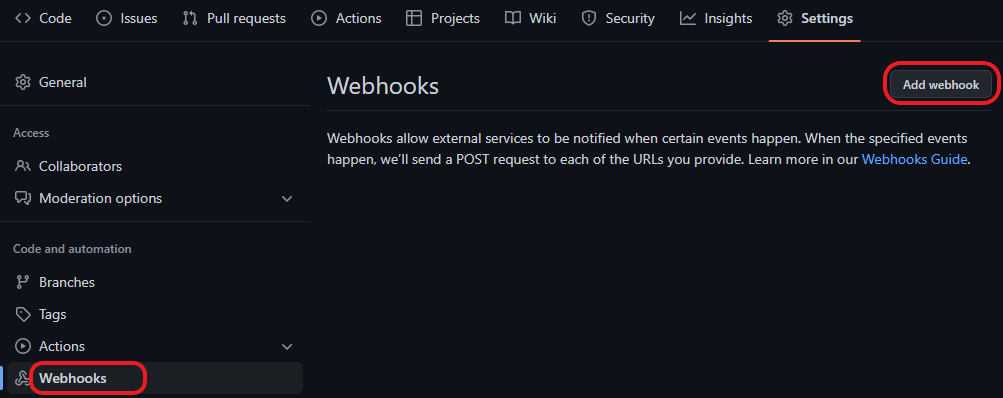 Code Issues Pull requests Actions Projects Wiki Security Insights Settings
General
Access
Collaborators
Moderation options
Code and automation
Branches
Tags
Actions
Webhooks
Webhooks
Add webhook
Webhooks allow external services to be notified when certain events happen. When the specified events
happen, we’ll send a POST request to each of the URLs you provide. Learn more in our Webhooks Guide.